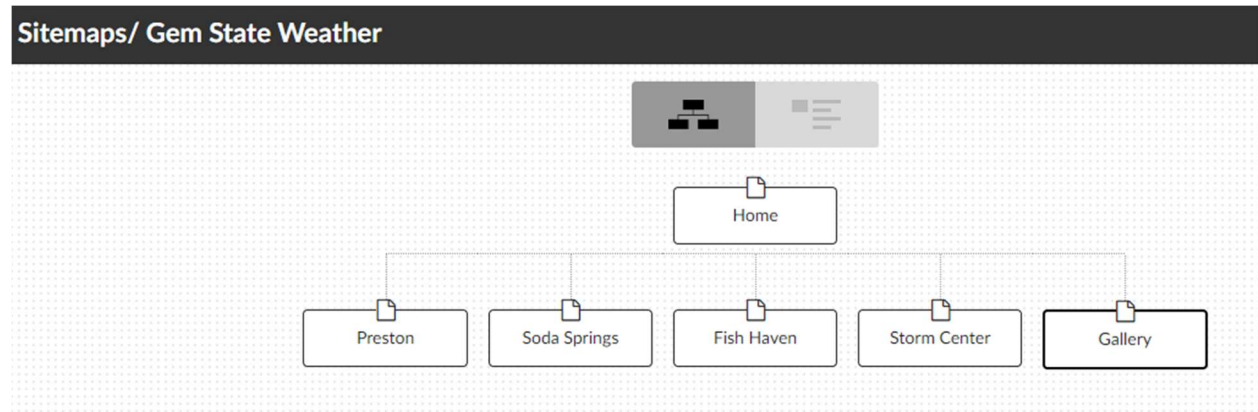 Sitemaps/ Gem State Weather
Home
Preston
Soda Springs
Fish Haven
Storm Center
Gallery